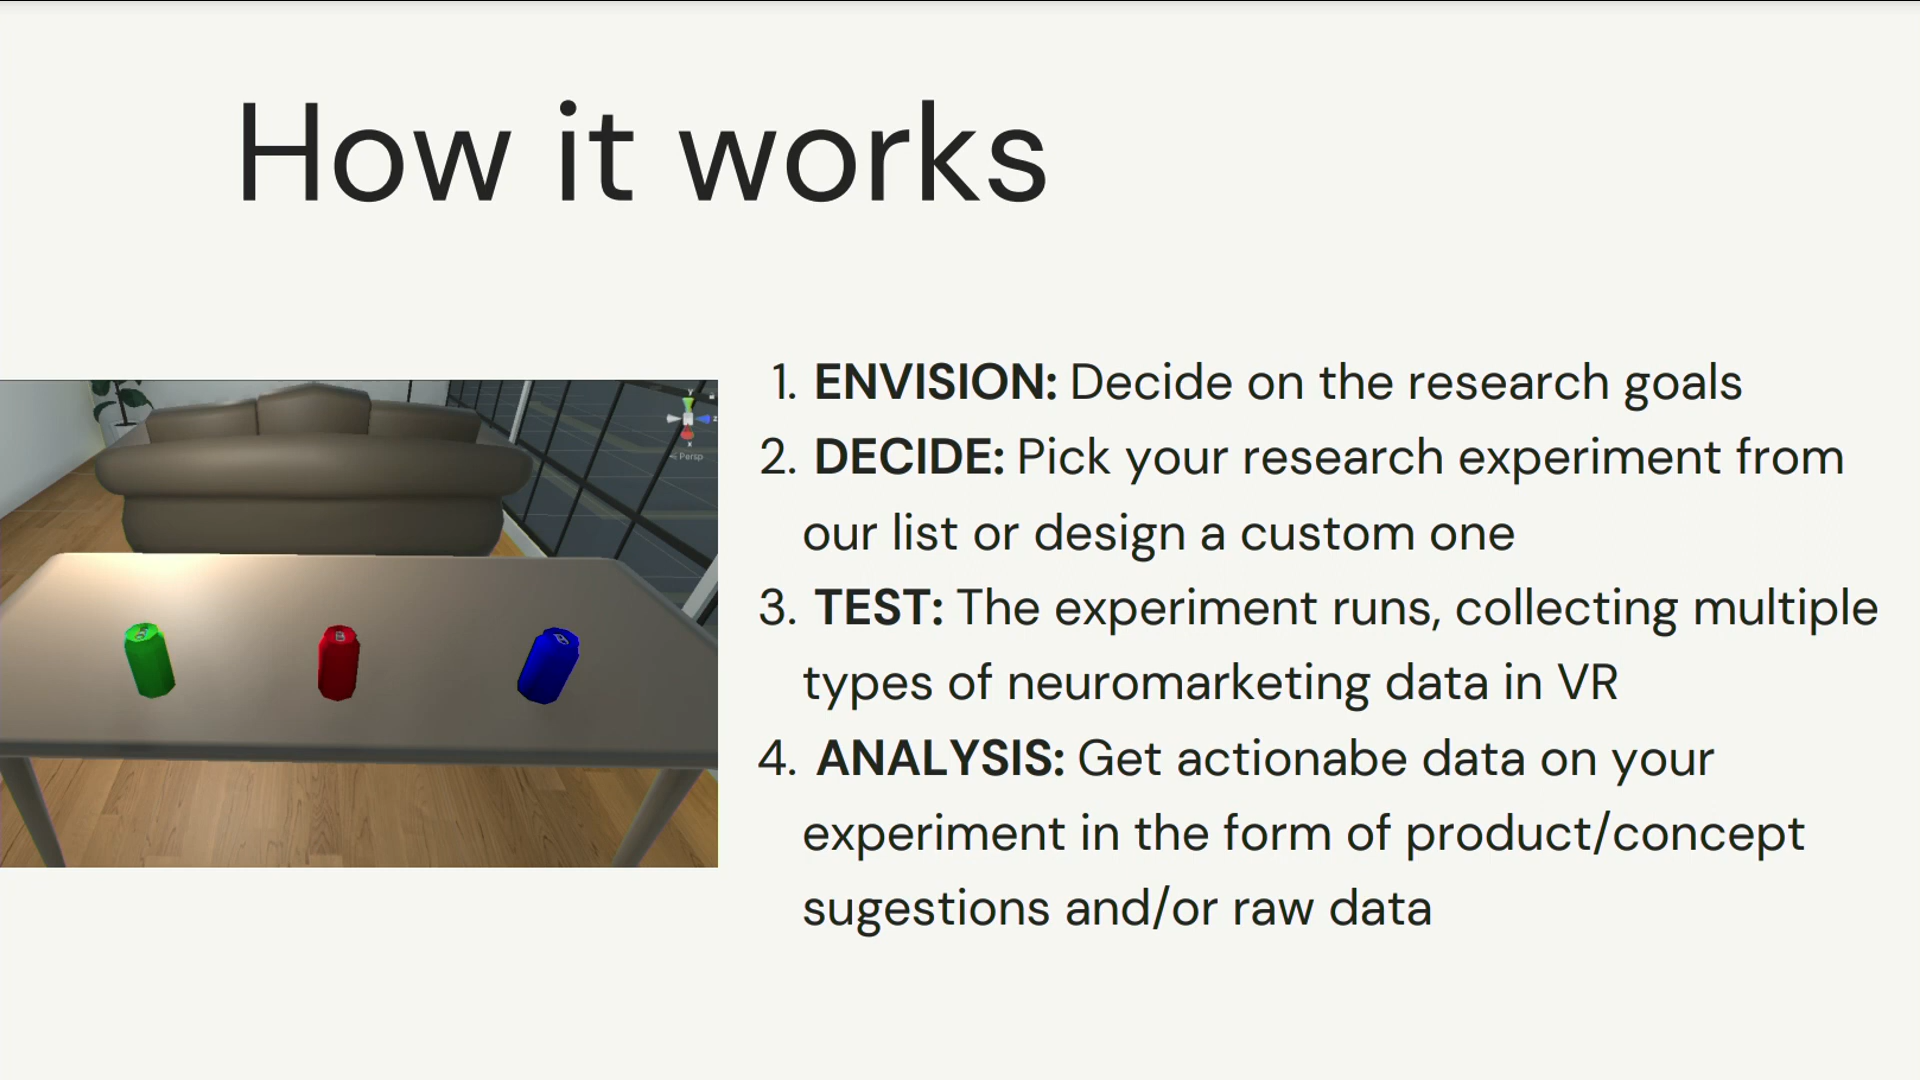 How it works
1. ENVISION: Decide on the research goals
2. DECIDE: Pick your research experiment from
our list or design a custom one
3. TEST: The experiment runs, collecting multiple
types of neuromarketing data in VR
4. ANALYSIS: Get actionabe data on your
experiment in the form of product/concept
sugestions and/or raw data
y
z
x
Persp